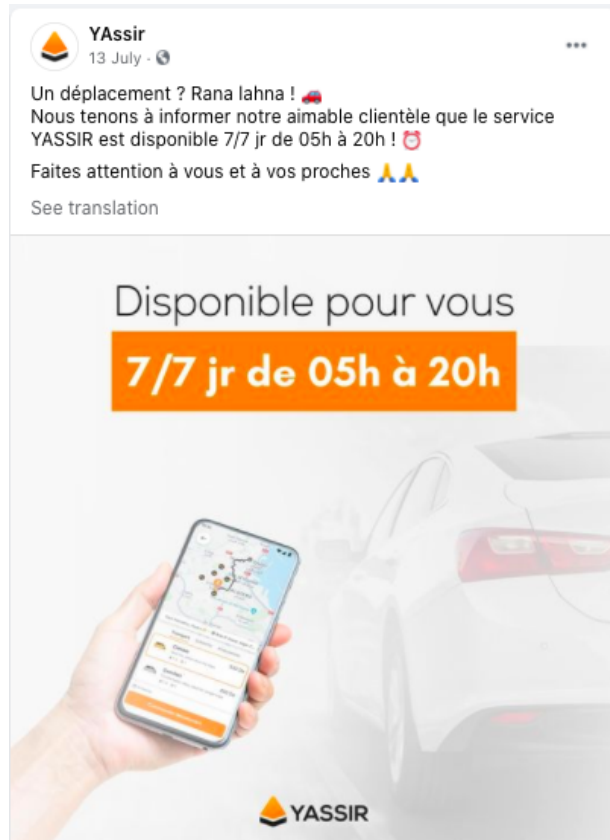 YAssir
13 July
Un déplacement ? Rana lahna ! 🚗
Nous tenons à informer notre aimable clientèle que le service
YASSIR est disponible 7/7 jr de 05h à 20h ! ⏰
Faites attention à vous et à vos proches 🙏🙏
See translation
Disponible pour vous
7/7 jr de 05h à 20h
YASSIR